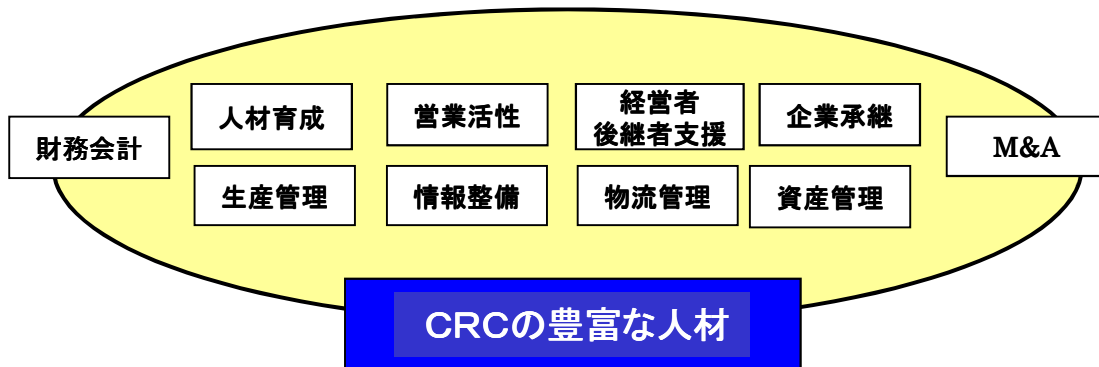 人材育成
営業活性
経営者
後継者支援
企業承継
財務会計
M&A
生産管理
情報整備
物流管理
資産管理
CRCの豊富な人材